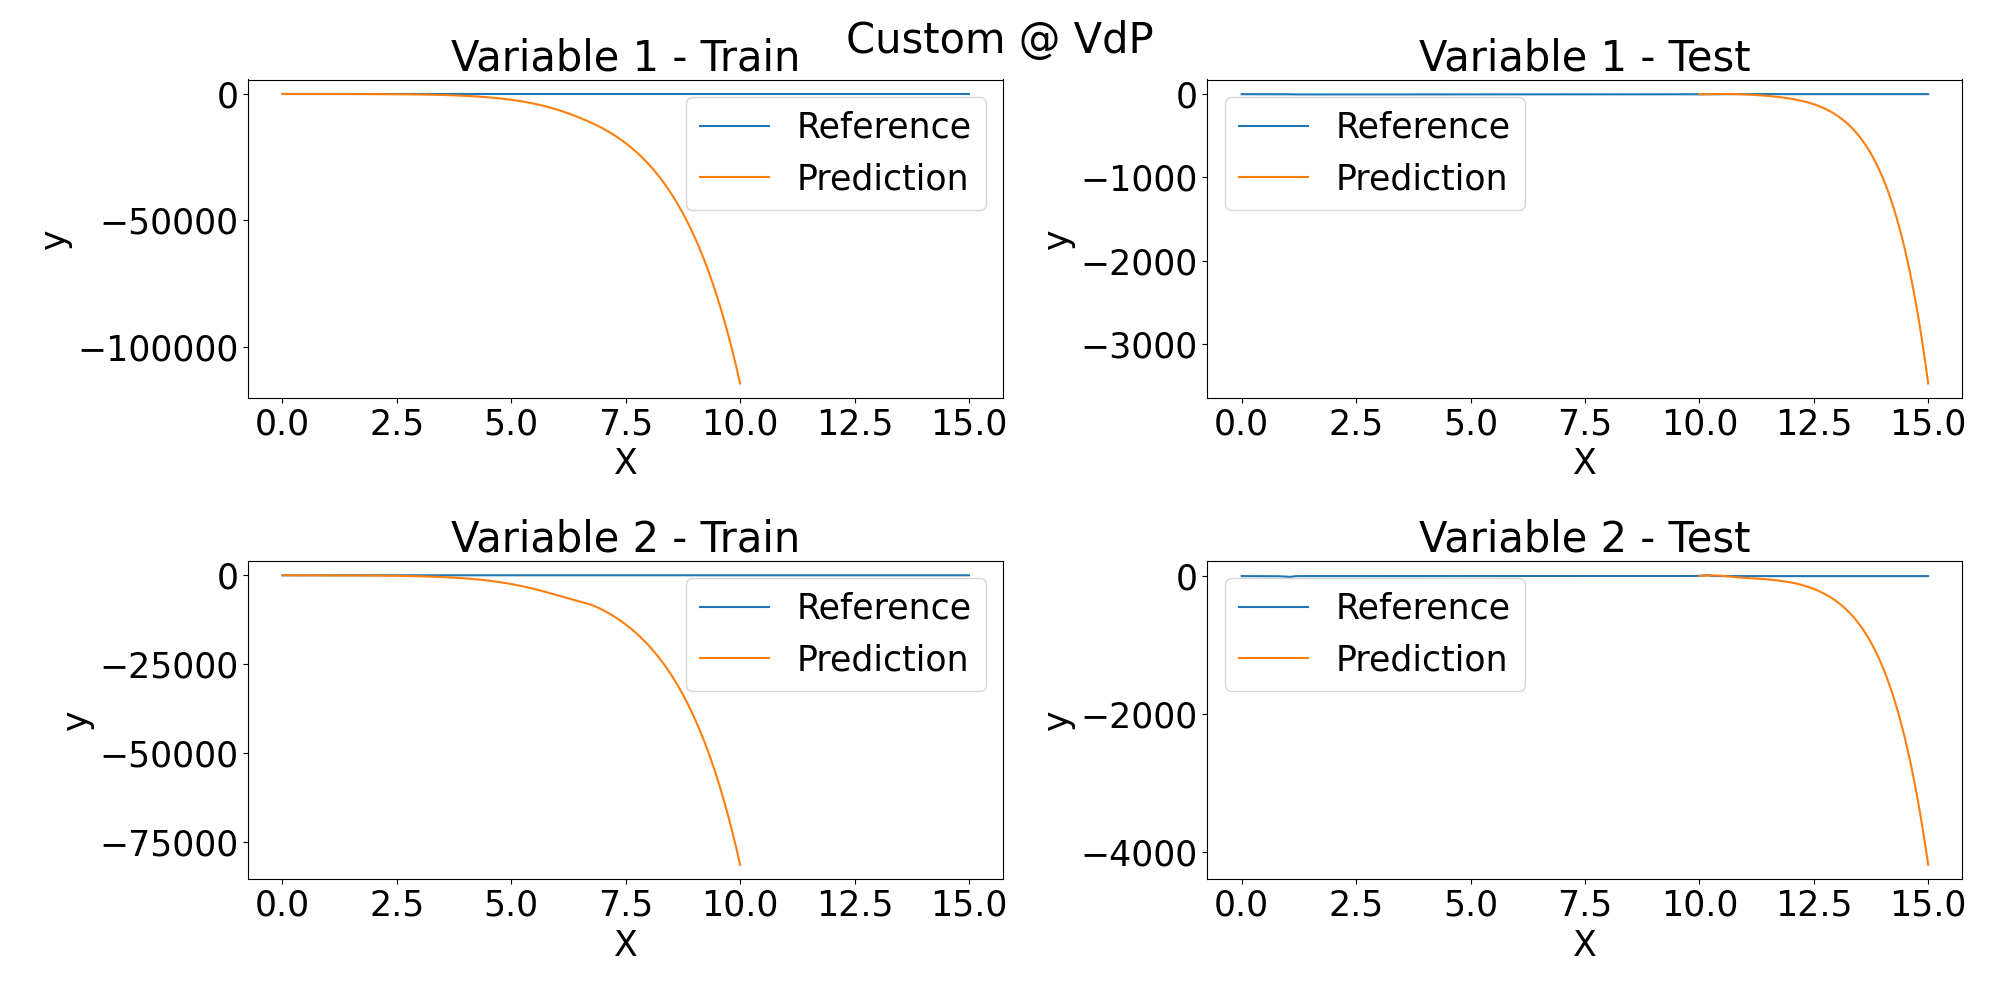 Custom @ VdP
Variable 1 - Train
0
−50000
−100000
y
Reference
Prediction
0.0 2.5 5.0 7.5 10.0 12.5 15.0
X
Variable 1 - Test
0
−1000
−2000
−3000
y
Reference
Prediction
0.0 2.5 5.0 7.5 10.0 12.5 15.0
X
Variable 2 - Train
0
−25000
−50000
−75000
y
Reference
Prediction
0.0 2.5 5.0 7.5 10.0 12.5 15.0
X
Variable 2 - Test
0
−2000
−4000
y
Reference
Prediction
0.0 2.5 5.0 7.5 10.0 12.5 15.0
X